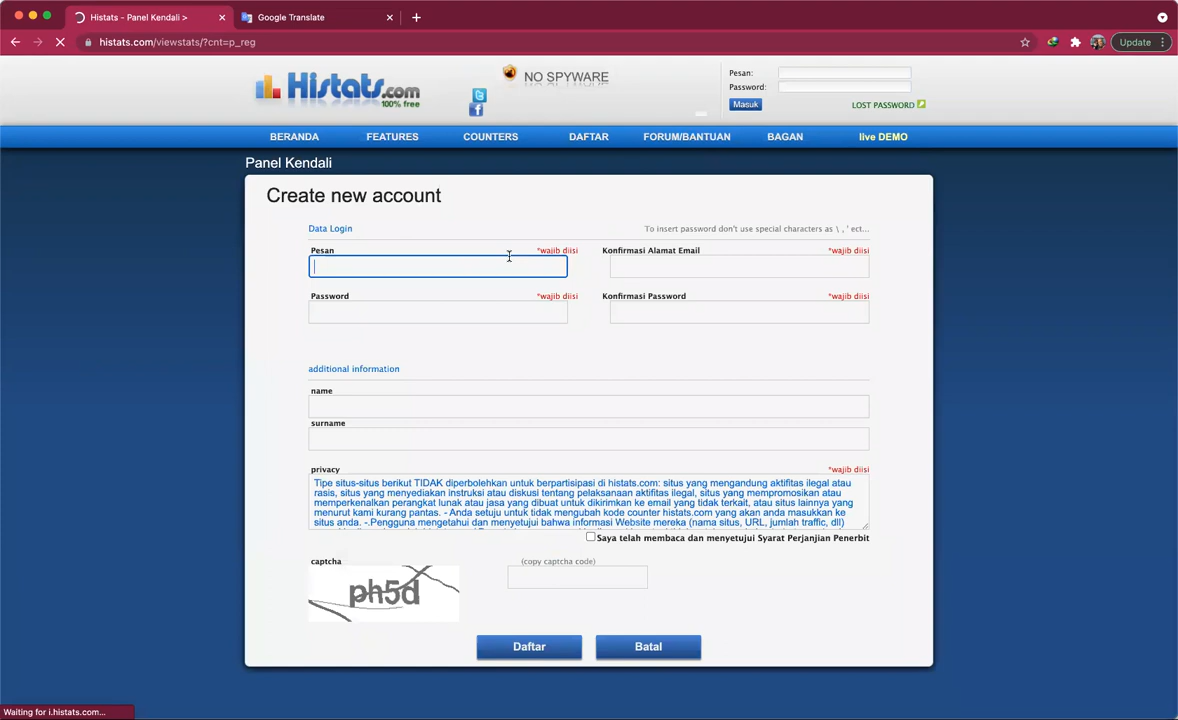 Histats - Panel Kendali >
Google Translate
histats.com/viewstats/?cnt=p_reg
Update
Histats.com
100% free
NO SPYWARE
Pesan:
Password:
Masuk
LOST PASSWORD
BERANDA
FEATURES
COUNTERS
DAFTAR
FORUM/BANTUAN
BAGAN
live DEMO
Panel Kendali
Create new account
Data Login
To insert password don't use special characters as \ , ' ect...
Pesan
*wajib diisi
Konfirmasi Alamat Email
*wajib diisi
Password
*wajib diisi
Konfirmasi Password
*wajib diisi
additional information
name
surname
privacy
*wajib diisi
Tipe situs-situs berikut TIDAK diperbolehkan untuk berpartisipasi di histats.com: situs yang mengandung aktifitas ilegal atau
rasis, situs yang menyediakan instruksi atau diskusi tentang pelaksanaan aktifitas ilegal, situs yang mempromosikan atau
memperkenalkan perangkat lunak atau jasa yang dibuat untuk dikirimkan ke email yang tidak terkait, atau situs lainnya yang
menurut kami kurang pantas. - Anda setuju untuk tidak mengubah kode counter histats.com yang akan anda masukkan ke
situs anda. -.Pengguna mengetahui dan menyetujui bahwa informasi Website mereka (nama situs, URL, jumlah traffic, dll)
Saya telah membaca dan menyetujui Syarat Perjanjian Penerbit
captcha
(copy captcha code)
ph5d
Daftar
Batal
Waiting for i.histats.com...